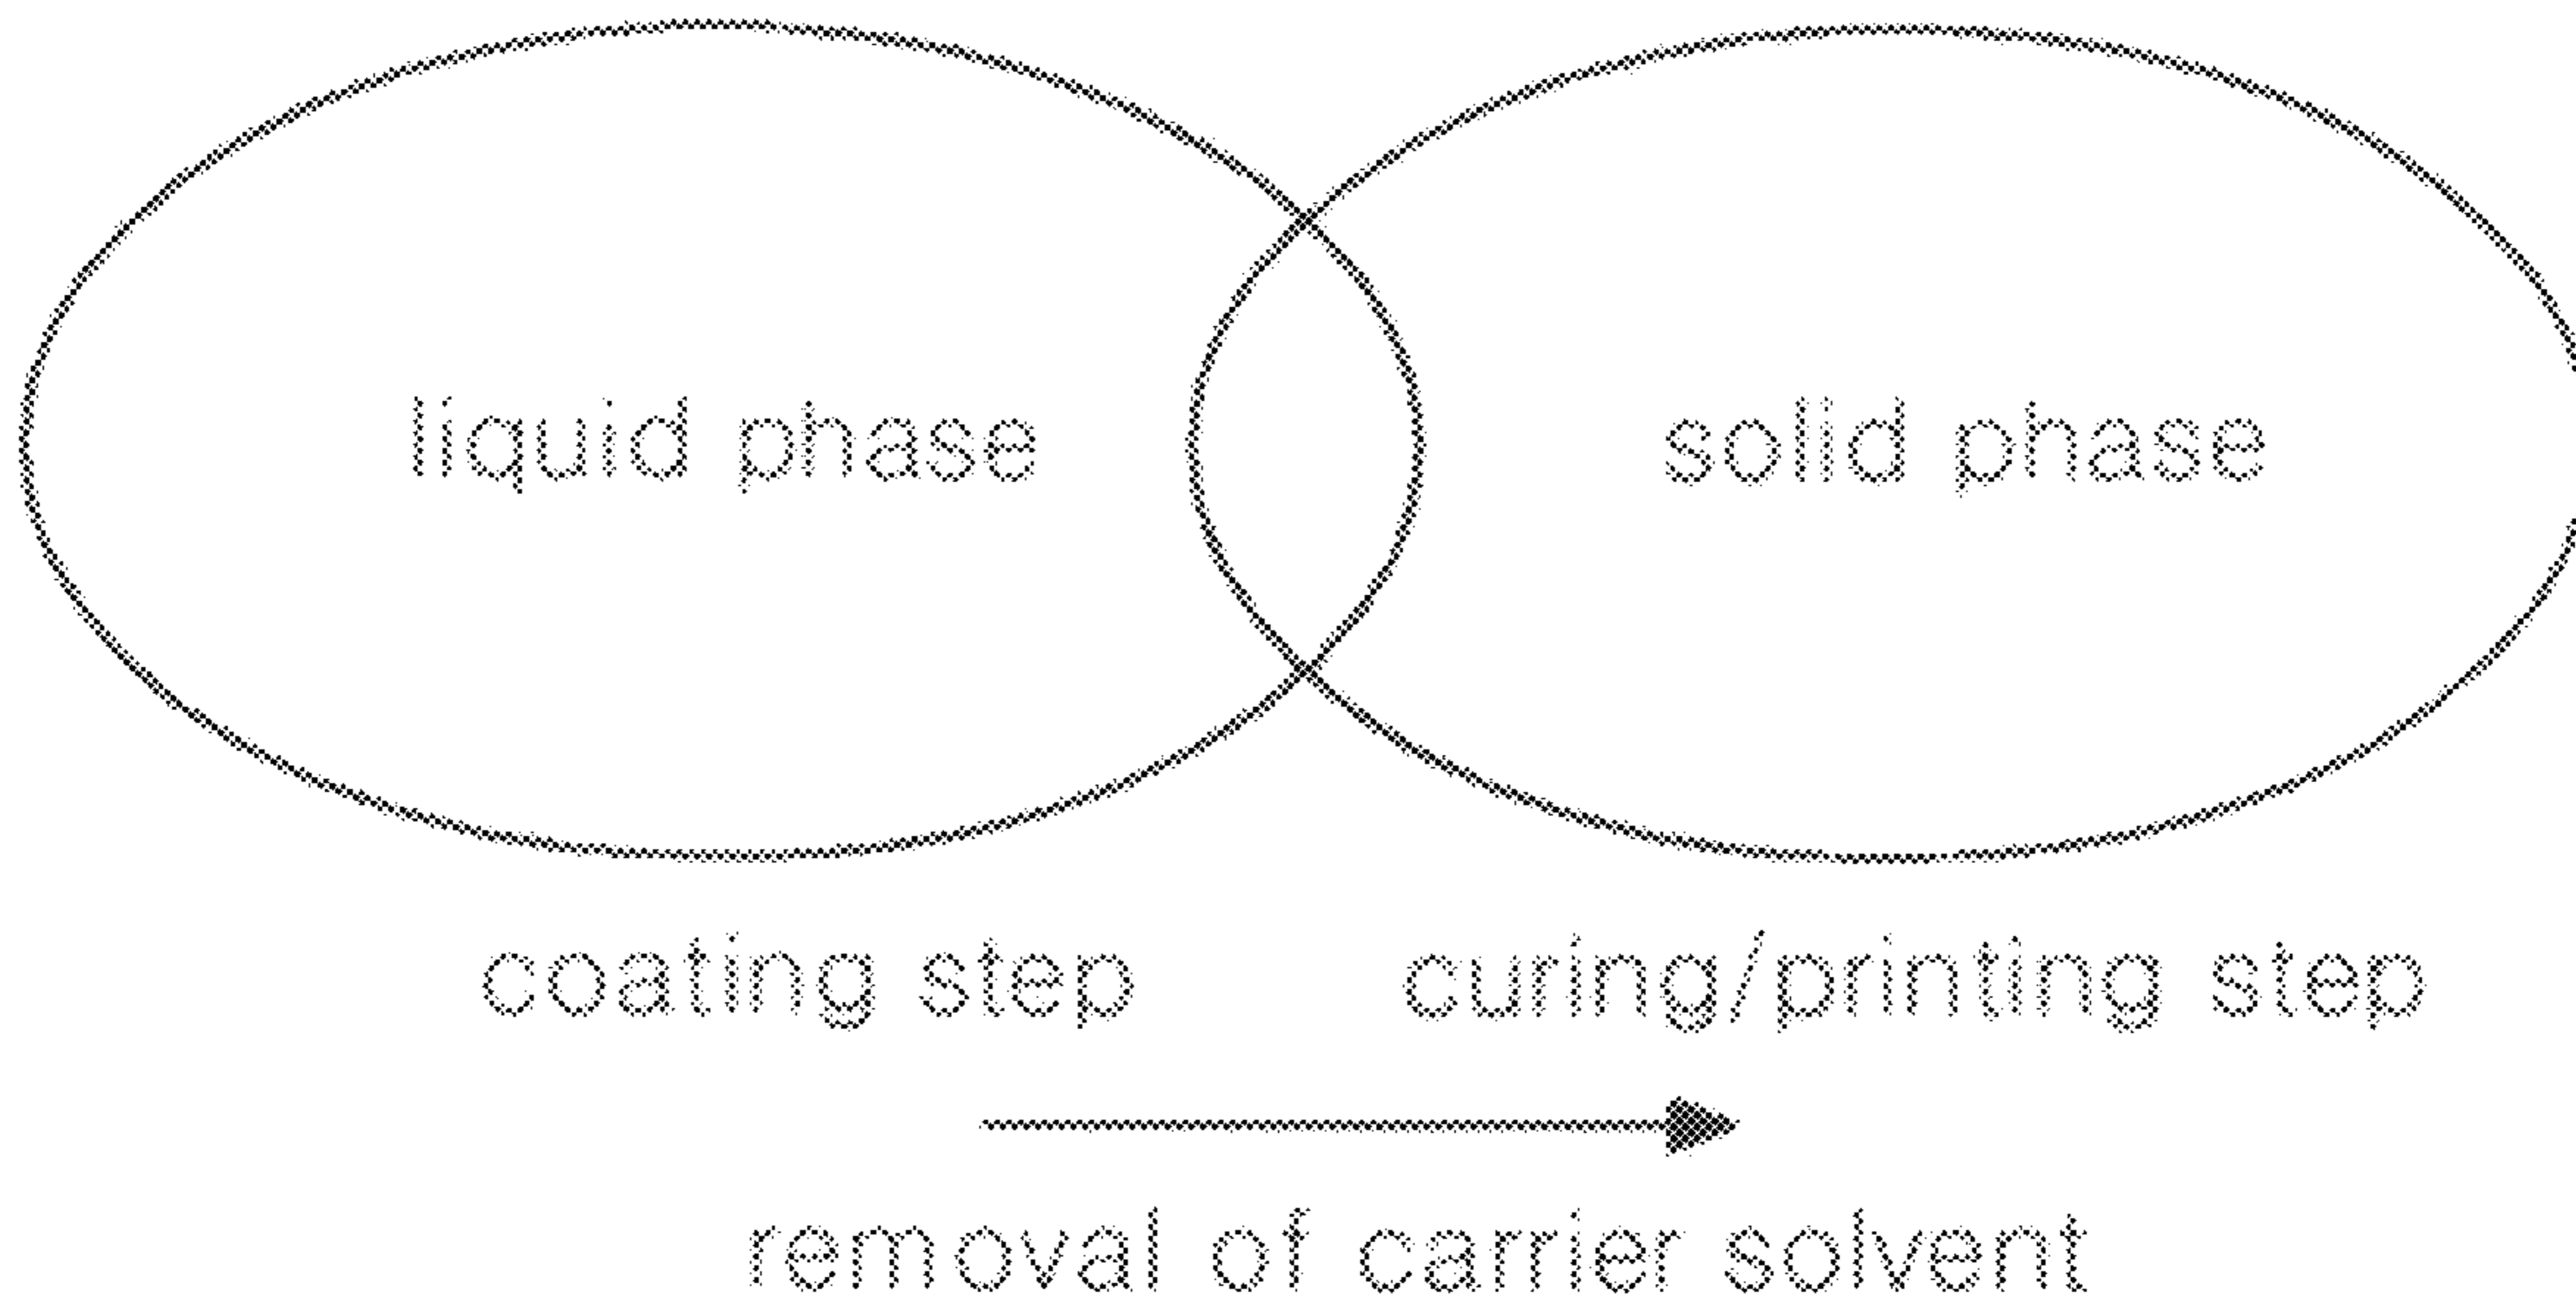 liquid phase
solid phase
coating step
curing/printing step
removal of carrier solvent